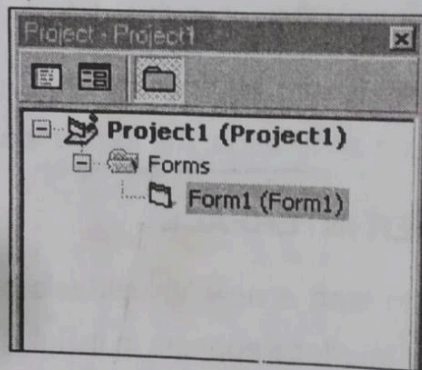 Project - Project1
Project1 (Project1)
Forms
Form1 (Form1)